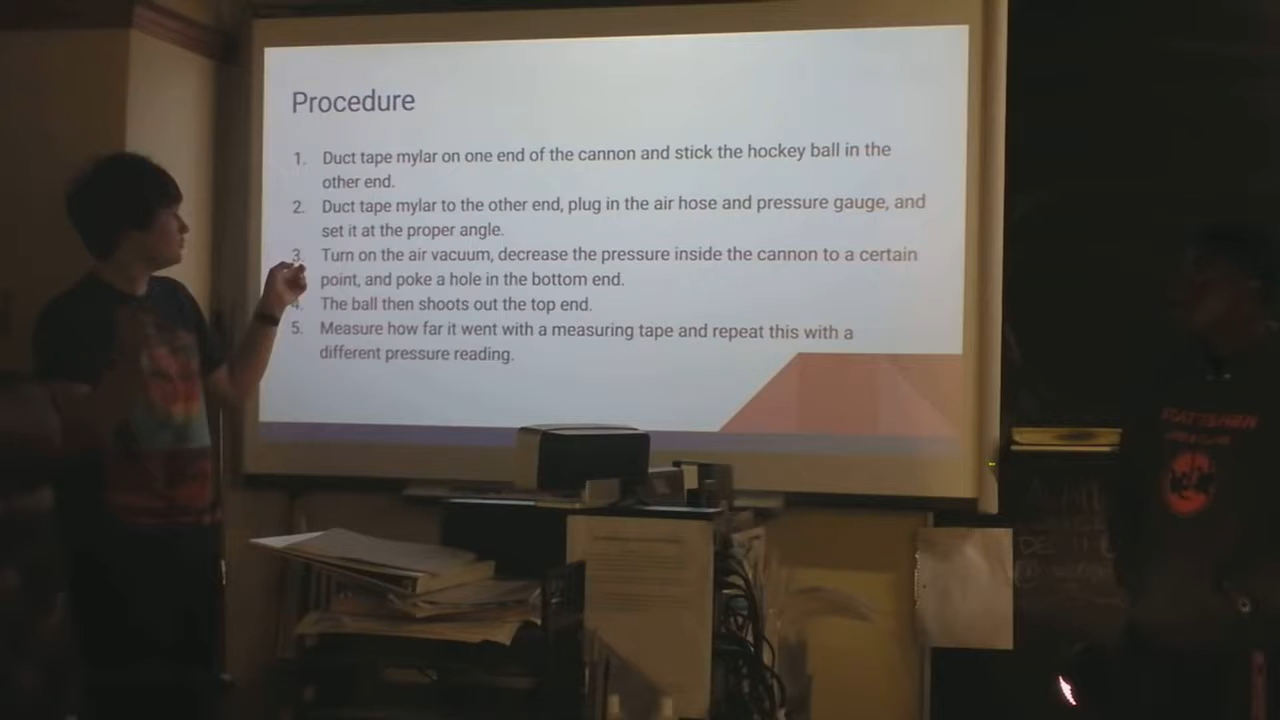 Procedure
1. Duct tape mylar on one end of the cannon and stick the hockey ball in the
other end.
2. Duct tape mylar to the other end, plug in the air hose and pressure gauge, and
set it at the proper angle.
3. Turn on the air vacuum, decrease the pressure inside the cannon to a certain
point, and poke a hole in the bottom end.
4. The ball then shoots out the top end.
5. Measure how far it went with a measuring tape and repeat this with a
different pressure reading.